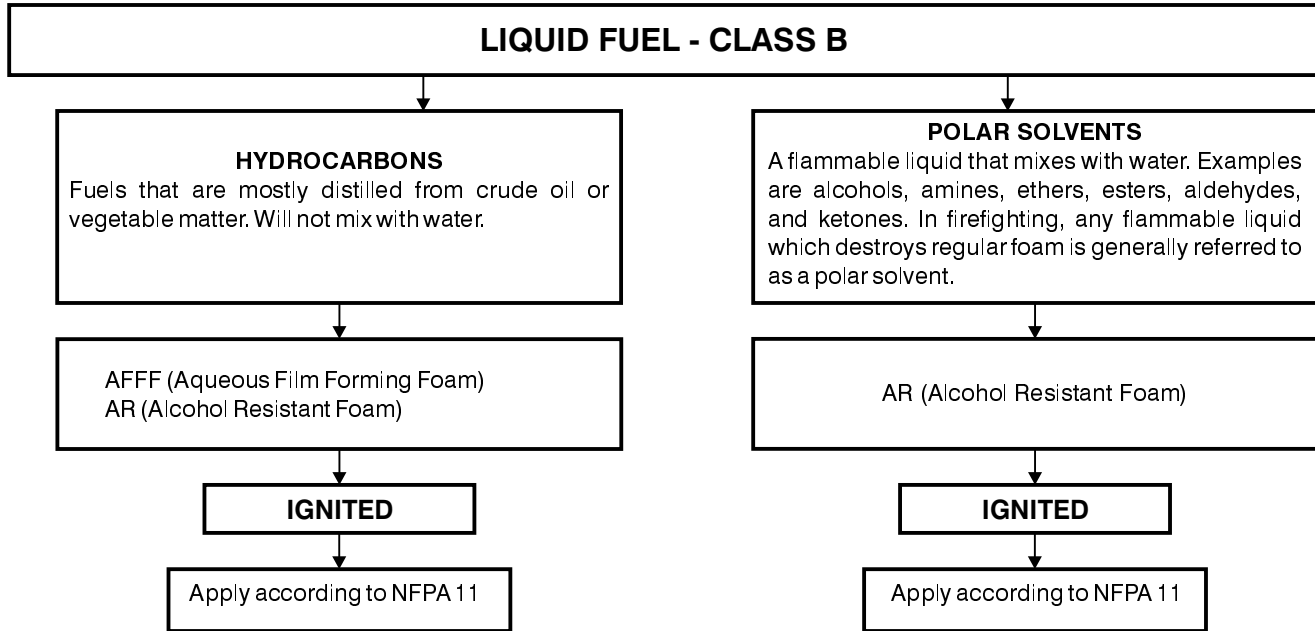 LIQUID FUEL - CLASS B
HYDROCARBONS
Fuels that are mostly distilled from crude oil or
vegetable matter. Will not mix with water.
POLAR SOLVENTS
A flammable liquid that mixes with water. Examples
are alcohols, amines, ethers, esters, aldehydes,
and ketones. In firefighting, any flammable liquid
which destroys regular foam is generally referred to
as a polar solvent.
AFFF (Aqueous Film Forming Foam)
AR (Alcohol Resistant Foam)
AR (Alcohol Resistant Foam)
IGNITED
IGNITED
Apply according to NFPA 11
Apply according to NFPA 11